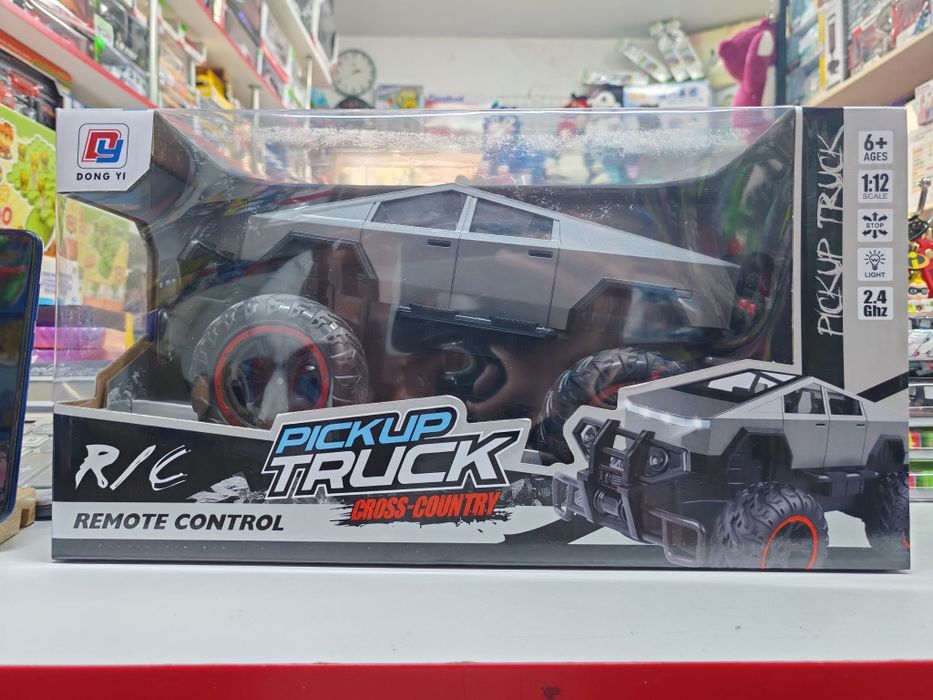 DY
DONG YI
6+
AGES
1:12
SCALE
STOP
LIGHT
2.4
Ghz
PICKUP TRUCK
R/C
PICKUP
TRUCK
CROSS-COUNTRY
REMOTE CONTROL